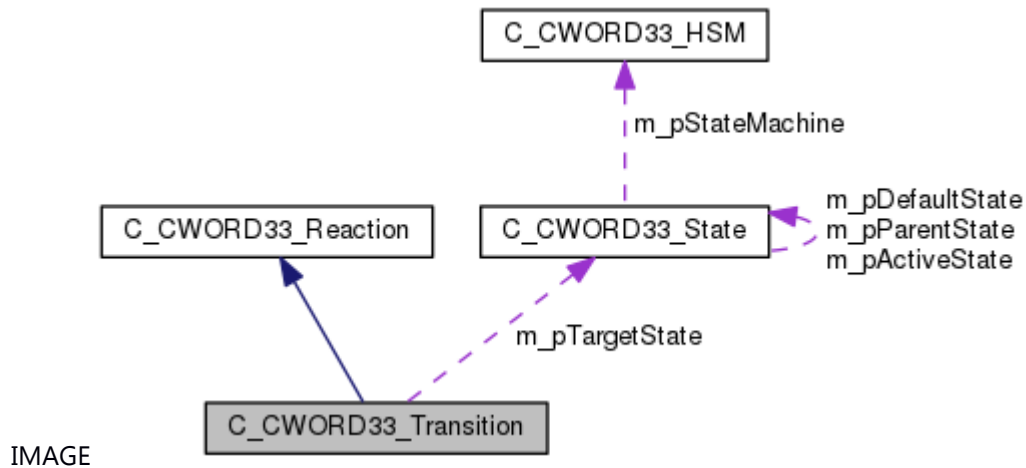 C_CWORD33_HSM
m_pStateMachine
C_CWORD33_Reaction
C_CWORD33_State
m_pDefaultState
m_pParentState
m_pActiveState
m_pTargetState
C_CWORD33_Transition
IMAGE